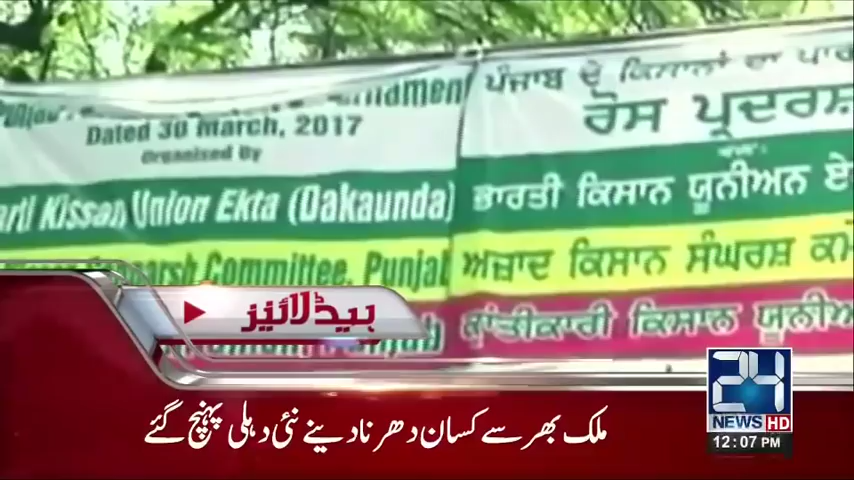 Dated 30 March, 2017
Organised By
Kissan Union Ekta (Dakaunda)
Committee, Punjab
ਪੰਜਾਬ ਦੇ ਕਿਸਾਨਾਂ ਦਾ
ਰੋਸ ਪ੍ਰਦਰਸ਼
ਭਾਰਤੀ ਕਿਸਾਨ ਯੂਨੀਅਨ
ਅਜ਼ਾਦ ਕਿਸਾਨ ਸੰਘਰਸ਼
ਕ੍ਰਾਂਤੀਕਾਰੀ ਕਿਸਾਨ ਯੂਨੀਅਨ
ہیڈلائنز
ملک بھر سے کسان دھرنا دینے نئی دہلی پہنچ گئے
24
NEWS HD
12:07 PM